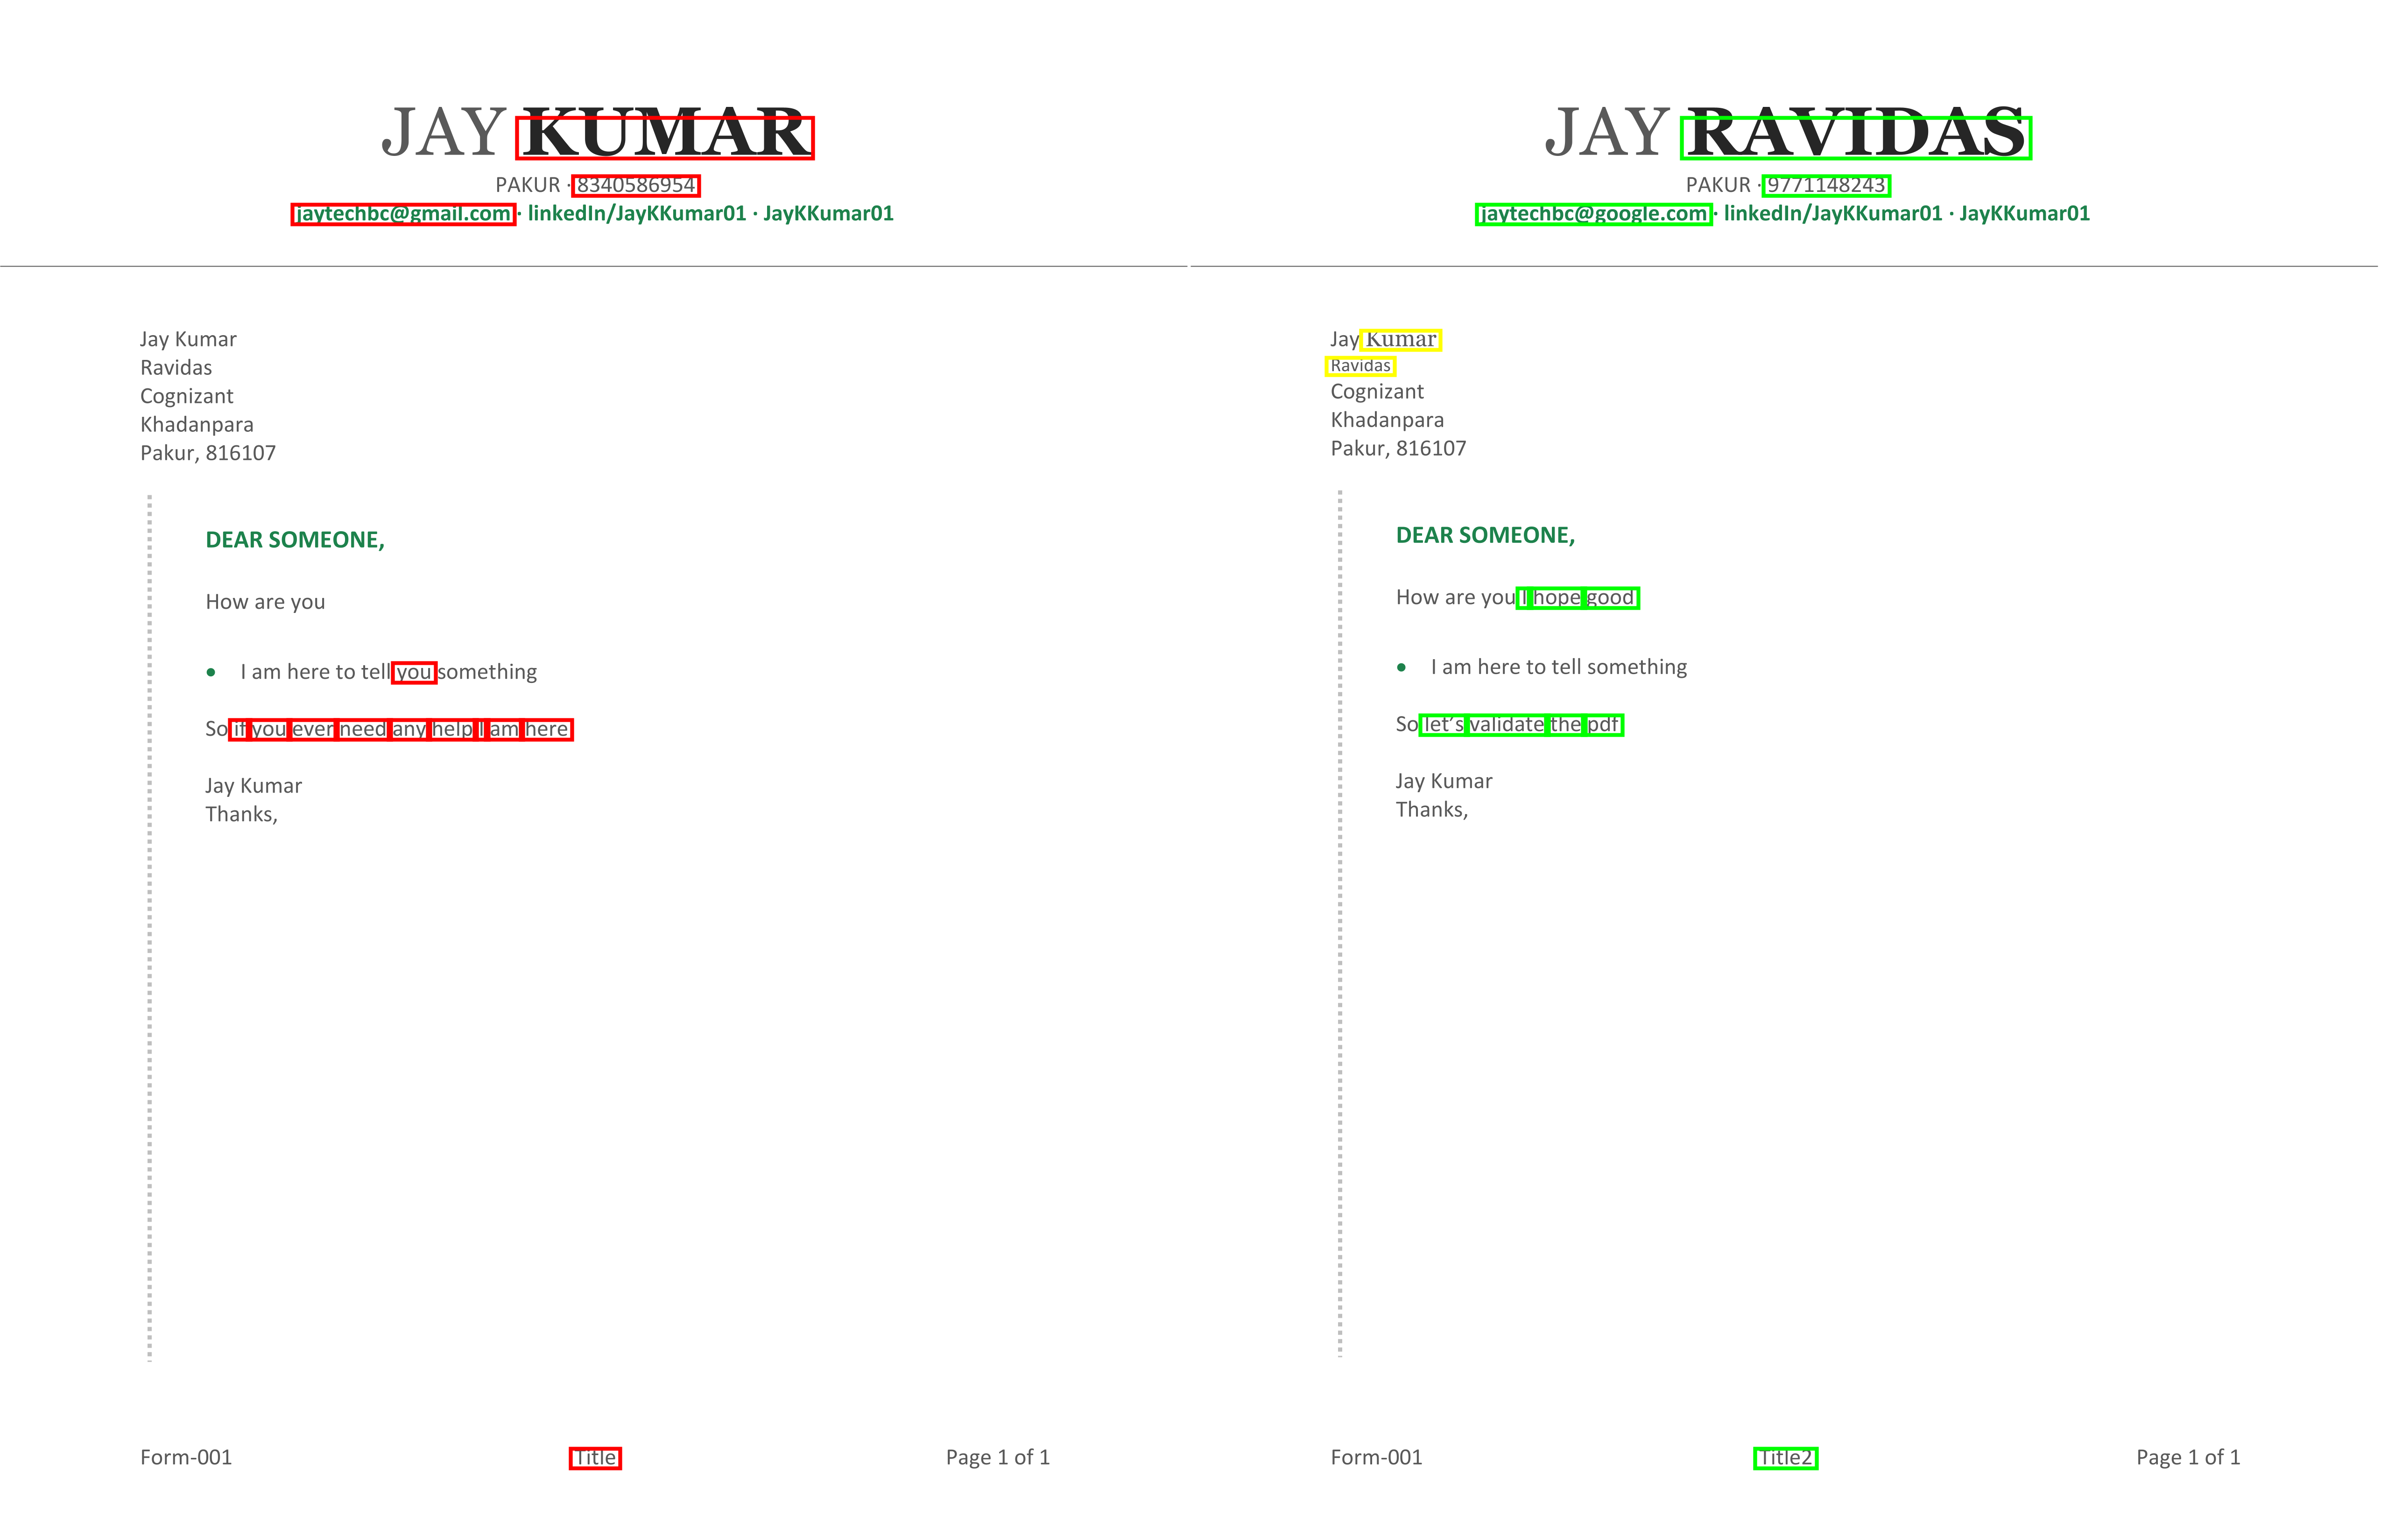 JAY KUMAR
PAKUR · 8340586954
jaytechbc@gmail.com · linkedIn/JayKKumar01 · JayKKumar01
Jay Kumar
Ravidas
Cognizant
Khadanpara
Pakur, 816107
DEAR SOMEONE,
How are you
• I am here to tell you something
So if you ever need any help I am here
Jay Kumar
Thanks,
Form-001 Title Page 1 of 1
JAY RAVIDAS
PAKUR · 9771148243
jaytechbc@google.com · linkedIn/JayKKumar01 · JayKKumar01
Jay Kumar
Ravidas
Cognizant
Khadanpara
Pakur, 816107
DEAR SOMEONE,
How are you I hope good
• I am here to tell something
So let’s validate the pdf
Jay Kumar
Thanks,
Form-001 Title2 Page 1 of 1